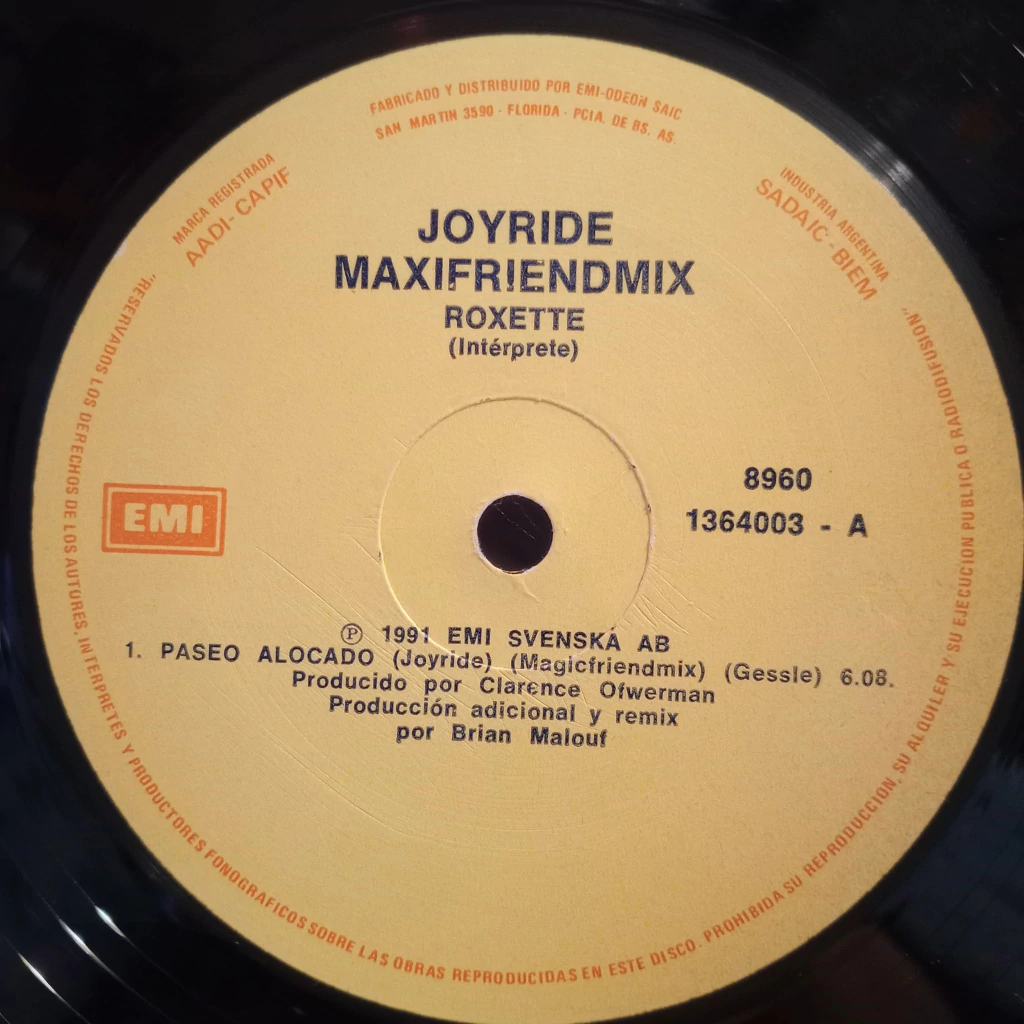 FABRICADO Y DISTRIBUIDO POR EMI-ODEON SAIC
SAN MARTIN 3590 - FLORIDA - PCIA. DE BS. AS.
MARCA REGISTRADA
AADI - CAPIF
INDUSTRIA ARGENTINA
SADAIC - BIEM
JOYRIDE
MAXIFRIENDMIX
ROXETTE
(Intérprete)
EMI
8960
1364003 - A
℗ 1991 EMI SVENSKA AB
1. PASEO ALOCADO (Joyride) (Magicfriendmix) (Gessle) 6.08.
Producido por Clarence Ofwerman
Producción adicional y remix
por Brian Malouf
"RESERVADOS LOS DERECHOS DE LOS AUTORES, INTERPRETES Y PRODUCTORES FONOGRAFICOS SOBRE LAS OBRAS REPRODUCIDAS EN ESTE DISCO. PROHIBIDA SU REPRODUCCION, SU ALQUILER Y SU EJECUCION PUBLICA O RADIODIFUSION"